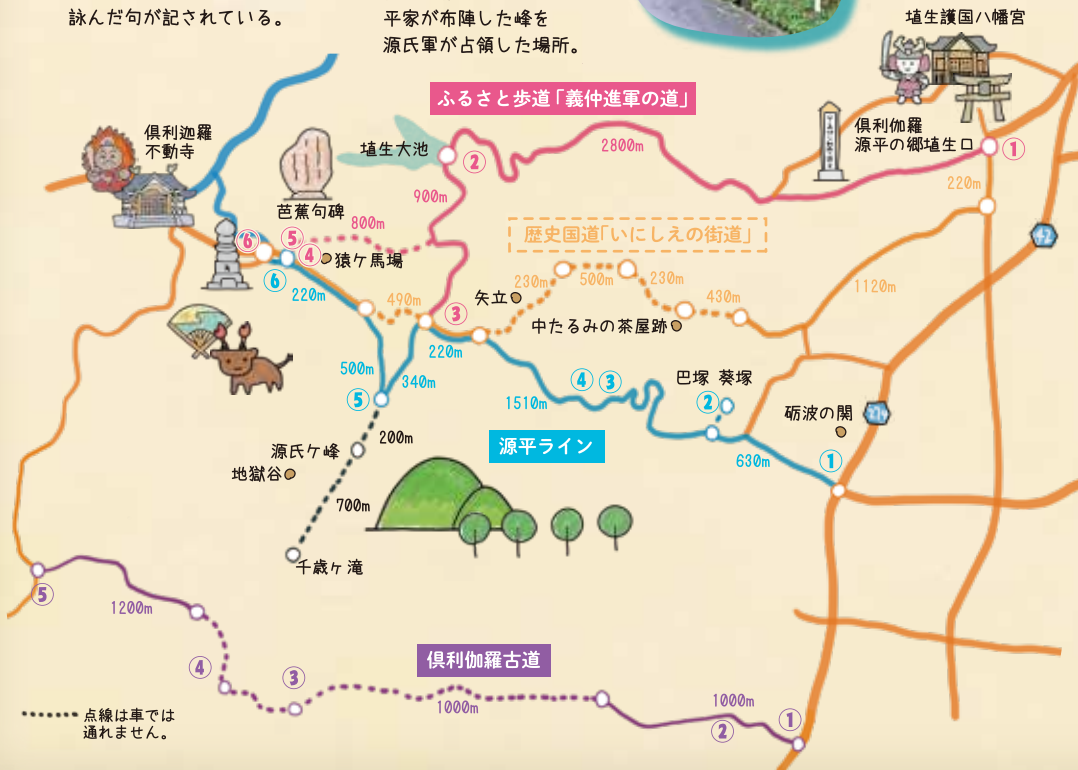 詠んだ句が記されている。
平家が布陣した峰を
源氏軍が占領した場所。
埴生護国八幡宮
ふるさと歩道「義仲進軍の道」
倶利迦羅
不動寺
埴生大池
②
2800m
倶利伽羅
源平の郷埴生口
①
900m
220m
芭蕉句碑
800m
歴史国道「いにしえの街道」
42
⑥
⑤
④
猿ケ馬場
⑥
220m
490m
③
矢立
230m
500m
230m
430m
1120m
中たるみの茶屋跡
220m
500m
340m
⑤
1510m
④
③
巴塚
葵塚
②
砺波の関
274
630m
①
源平ライン
源氏ケ峰
200m
地獄谷
700m
千歳ヶ滝
⑤
1200m
④
③
倶利伽羅古道
1000m
1000m
②
①
点線は車では
通れません。